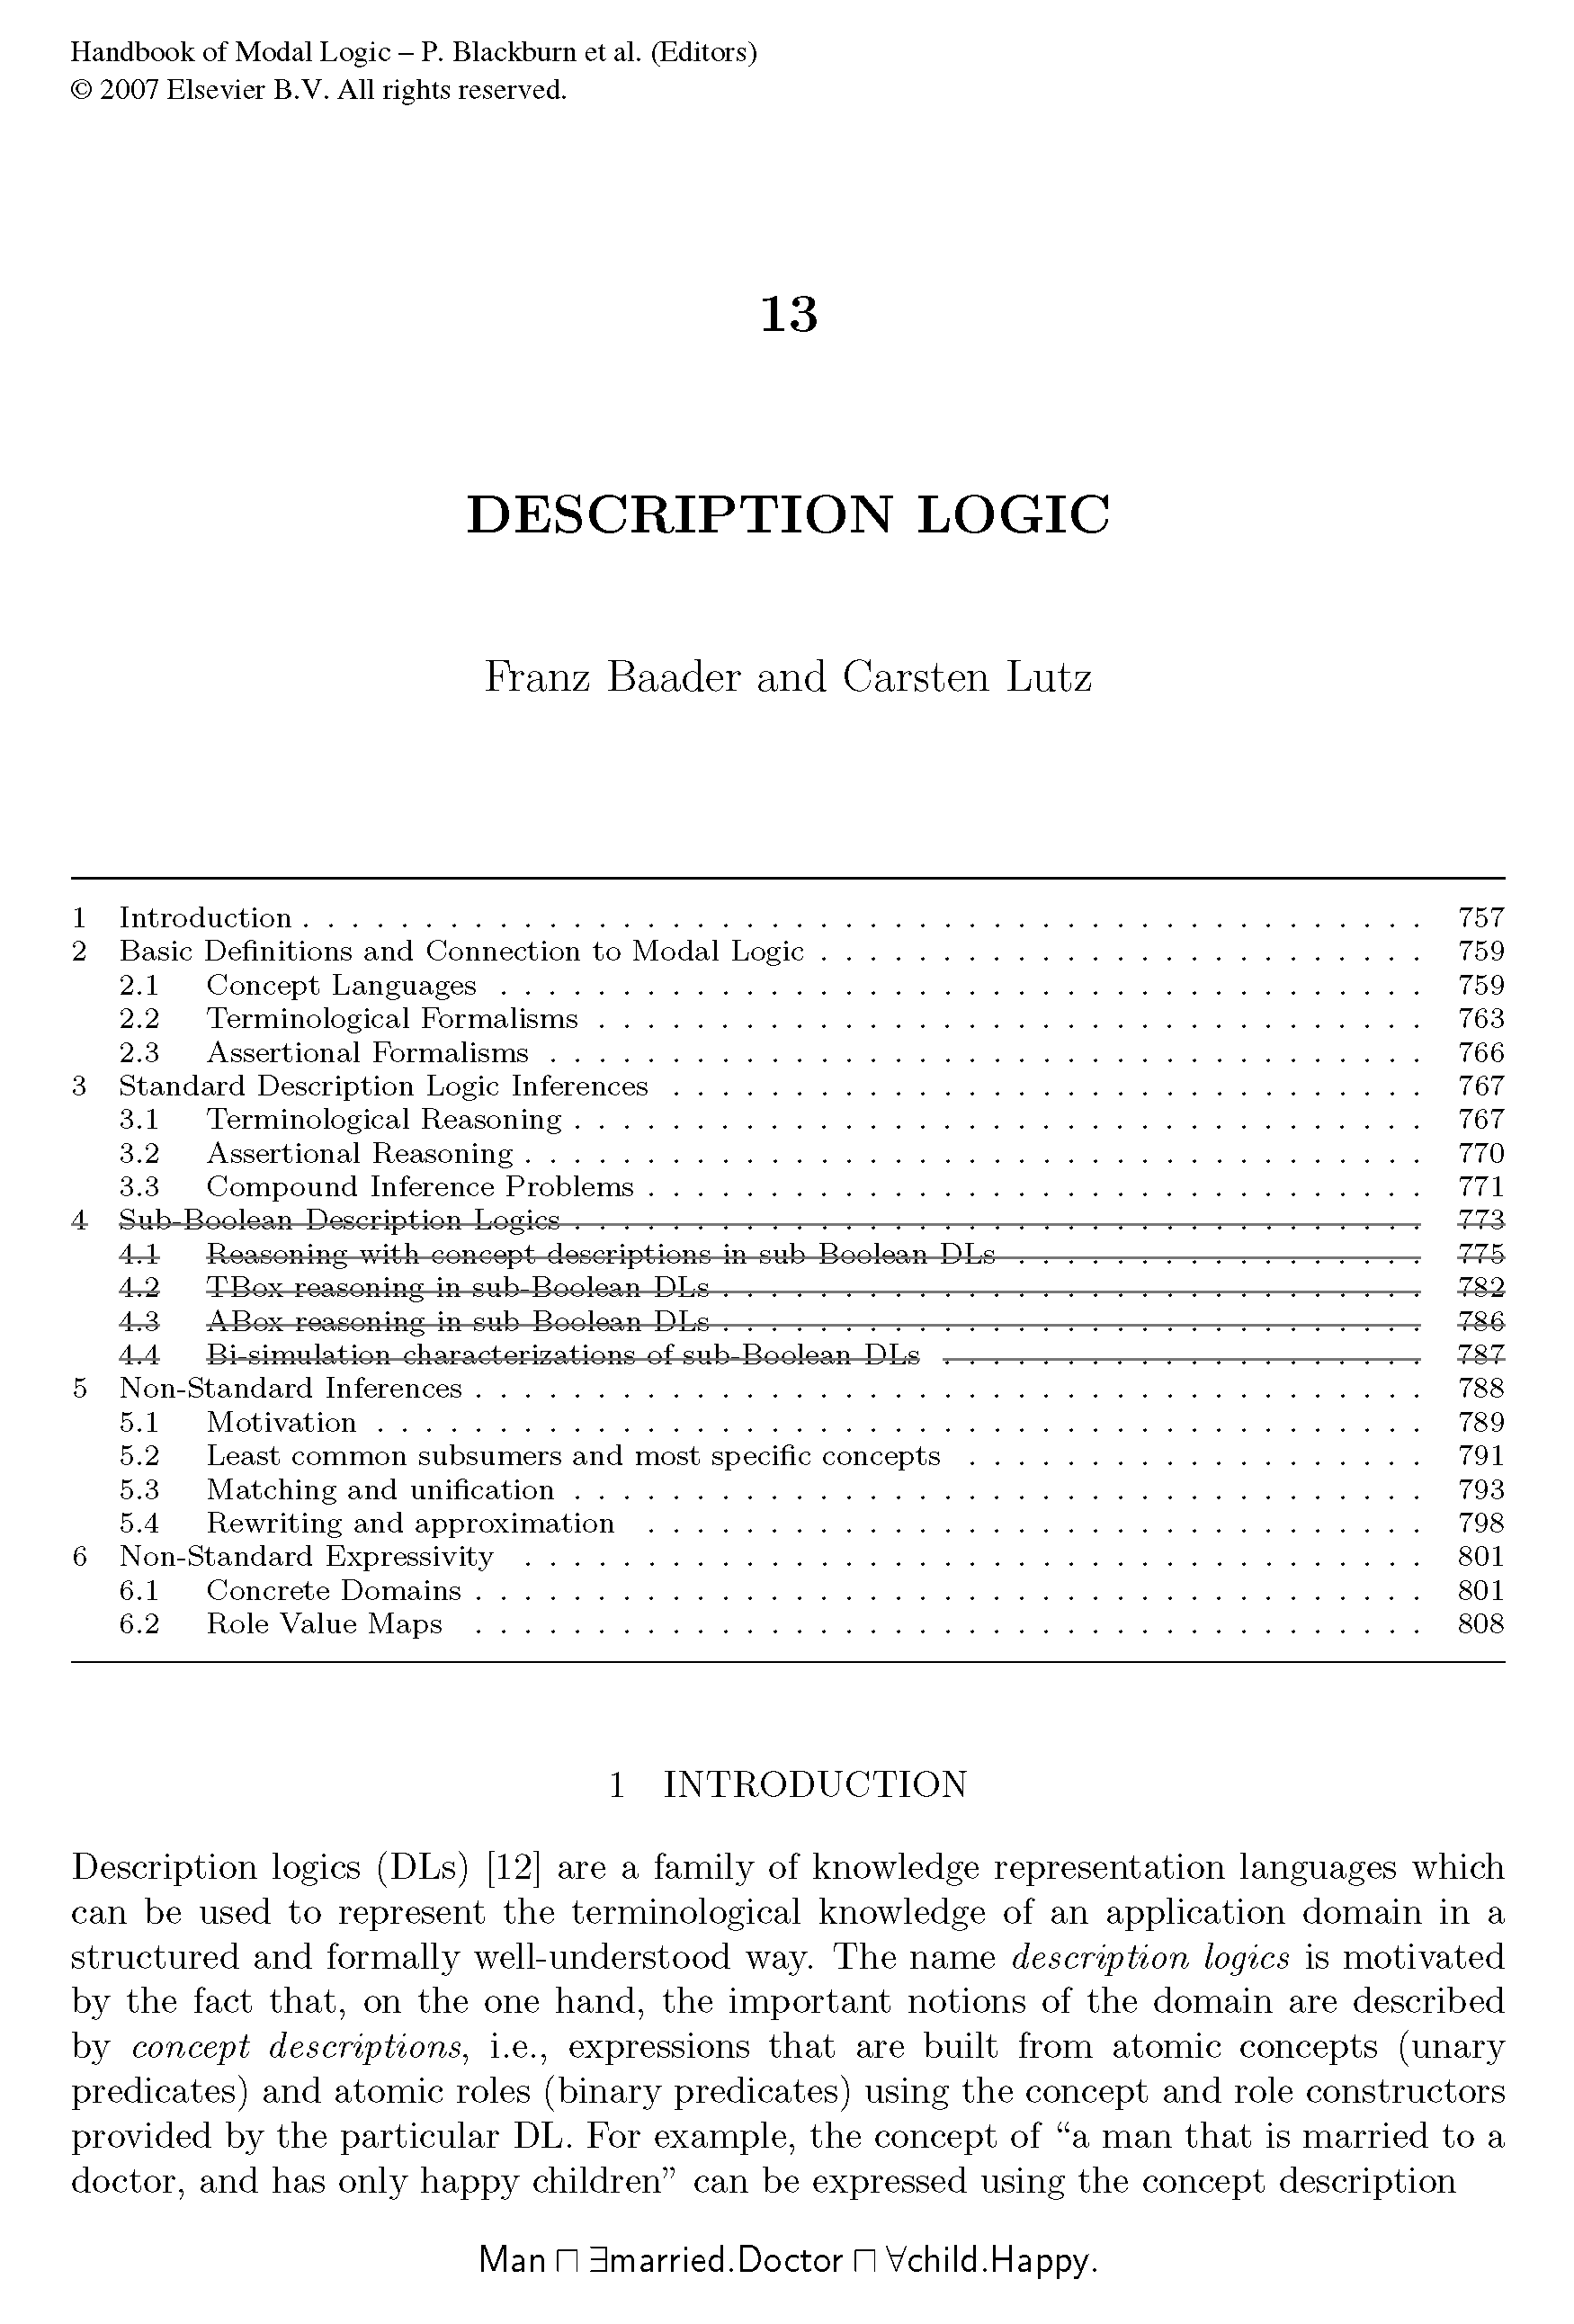 Handbook of Modal Logic – P. Blackburn et al. (Editors)
© 2007 Elsevier B.V. All rights reserved.
13
DESCRIPTION LOGIC
Franz Baader and Carsten Lutz
1 Introduction . . . . . . . . . . . . . . . . . . . . 757
2 Basic Definitions and Connection to Modal Logic . . . . . . . . . . . . . . . . . . . . 759
2.1 Concept Languages . . . . . . . . . . . . . . . . . . . . 759
2.2 Terminological Formalisms . . . . . . . . . . . . . . . . . . . . 763
2.3 Assertional Formalisms . . . . . . . . . . . . . . . . . . . . 766
3 Standard Description Logic Inferences . . . . . . . . . . . . . . . . . . . . 767
3.1 Terminological Reasoning . . . . . . . . . . . . . . . . . . . . 767
3.2 Assertional Reasoning . . . . . . . . . . . . . . . . . . . . 770
3.3 Compound Inference Problems . . . . . . . . . . . . . . . . . . . . 771
4 Sub-Boolean Description Logics . . . . . . . . . . . . . . . . . . . . 773
4.1 Reasoning with concept descriptions in sub-Boolean DLs . . . . . . . . . . . . . . . . . 775
4.2 TBox reasoning in sub-Boolean DLs . . . . . . . . . . . . . . . . . . . . 782
4.3 ABox reasoning in sub-Boolean DLs . . . . . . . . . . . . . . . . . . . . 786
4.4 Bi-simulation characterizations of sub-Boolean DLs . . . . . . . . . . . . . . . . . . . . 787
5 Non-Standard Inferences . . . . . . . . . . . . . . . . . . . . 788
5.1 Motivation . . . . . . . . . . . . . . . . . . . . 789
5.2 Least common subsumers and most specific concepts . . . . . . . . . . . . . . . . . . . 791
5.3 Matching and unification . . . . . . . . . . . . . . . . . . . . 793
5.4 Rewriting and approximation . . . . . . . . . . . . . . . . . . . . 798
6 Non-Standard Expressivity . . . . . . . . . . . . . . . . . . . . 801
6.1 Concrete Domains . . . . . . . . . . . . . . . . . . . . 801
6.2 Role Value Maps . . . . . . . . . . . . . . . . . . . . 808
1 INTRODUCTION
Description logics (DLs) [12] are a family of knowledge representation languages which
can be used to represent the terminological knowledge of an application domain in a
structured and formally well-understood way. The name description logics is motivated
by the fact that, on the one hand, the important notions of the domain are described
by concept descriptions, i.e., expressions that are built from atomic concepts (unary
predicates) and atomic roles (binary predicates) using the concept and role constructors
provided by the particular DL. For example, the concept of “a man that is married to a
doctor, and has only happy children” can be expressed using the concept description
Man ⊓ ∃married.Doctor ⊓ ∀child.Happy.